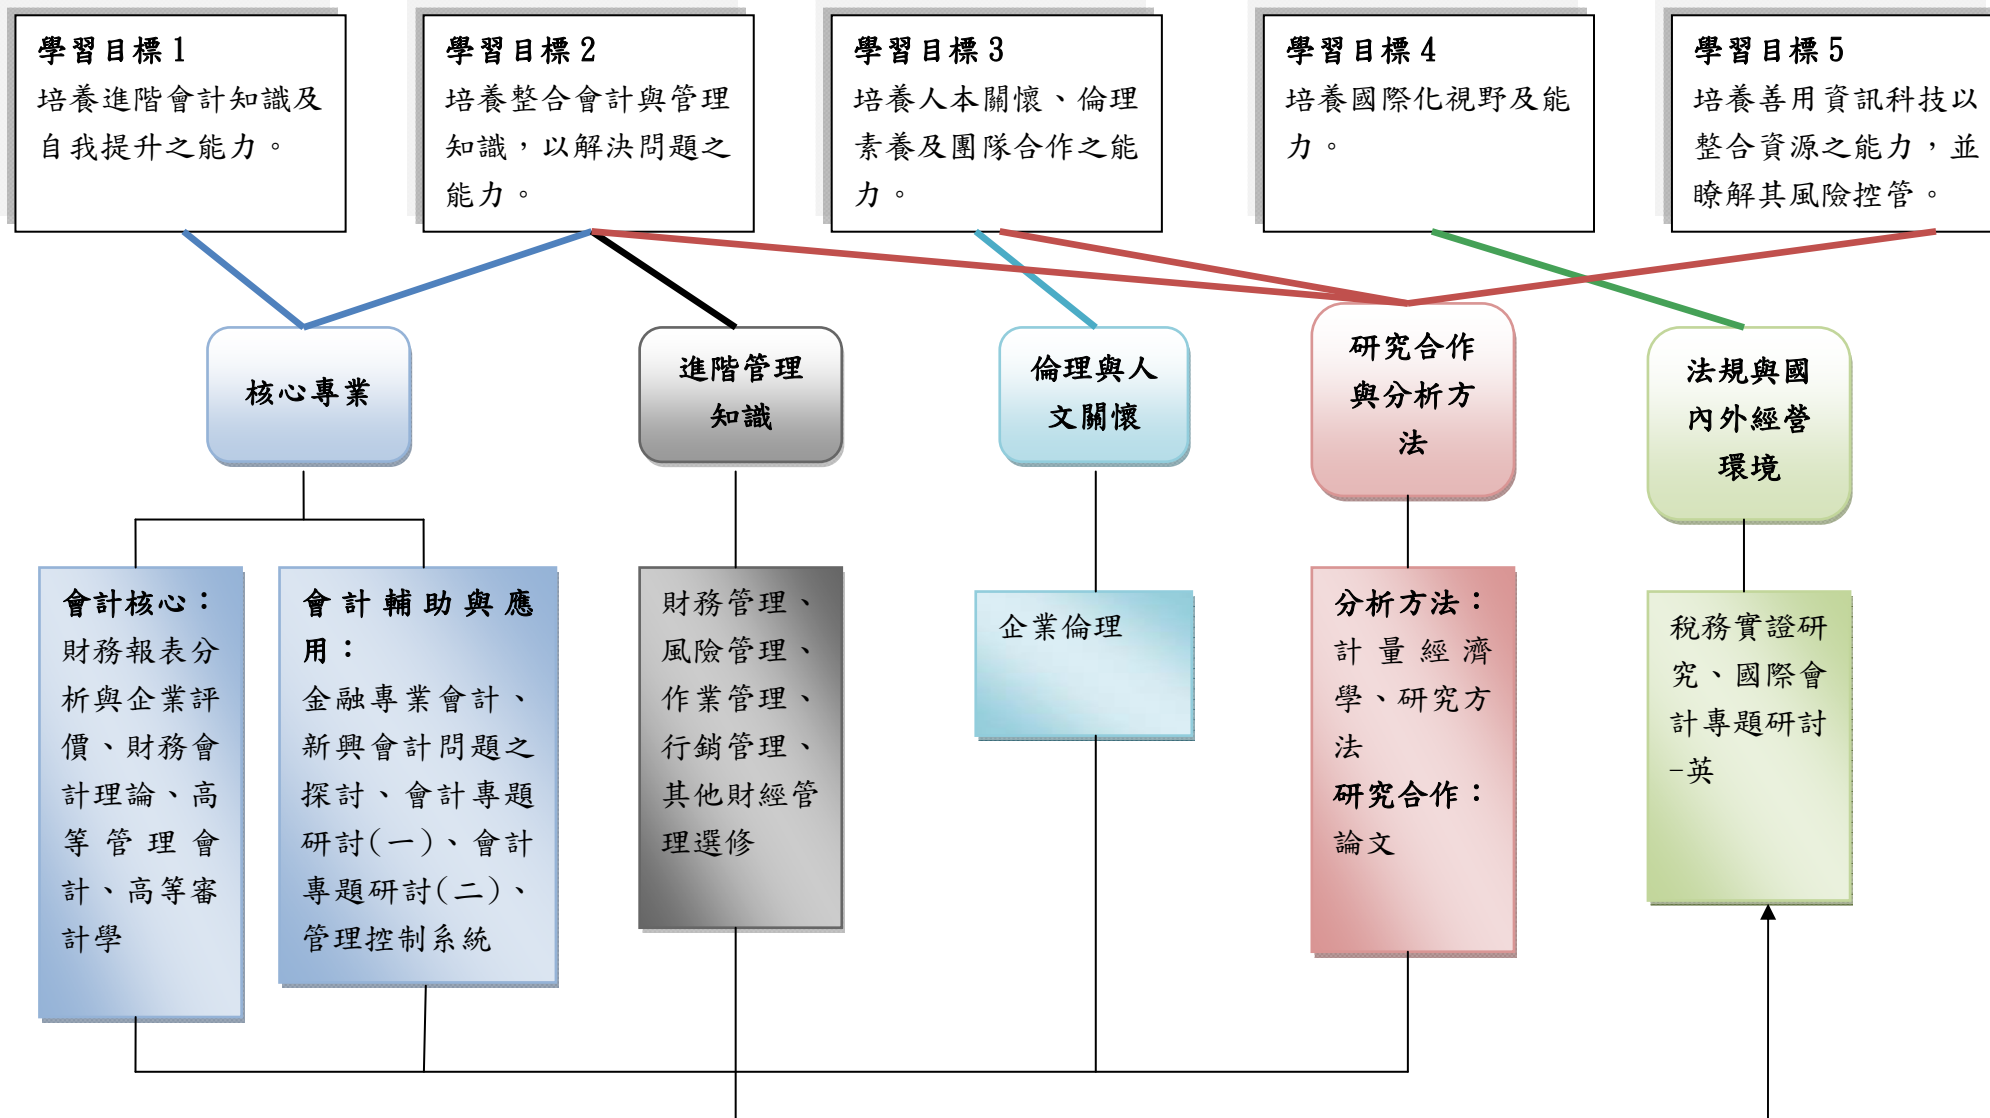 學習目標 1
培養進階會計知識及
自我提升之能力。
學習目標 2
培養整合會計與管理
知識，以解決問題之
能力。
學習目標 3
培養人本關懷、倫理
素養及團隊合作之能
力。
學習目標 4
培養國際化視野及能
力。
學習目標 5
培養善用資訊科技以
整合資源之能力，並
瞭解其風險控管。
核心專業
進階管理
知識
倫理與人
文關懷
研究合作
與分析方
法
法規與國
內外經營
環境
會計核心：
財務報表分
析與企業評
價、財務會
計理論、高
等管理會
計、高等審
計學
會計輔助與應
用：
金融專業會計、
新興會計問題之
探討、會計專題
研討(一)、會計
專題研討(二)、
管理控制系統
財務管理、
風險管理、
作業管理、
行銷管理、
其他財經管
理選修
企業倫理
分析方法：
計量經濟
學、研究方
法
研究合作：
論文
稅務實證研
究、國際會
計專題研討
-英